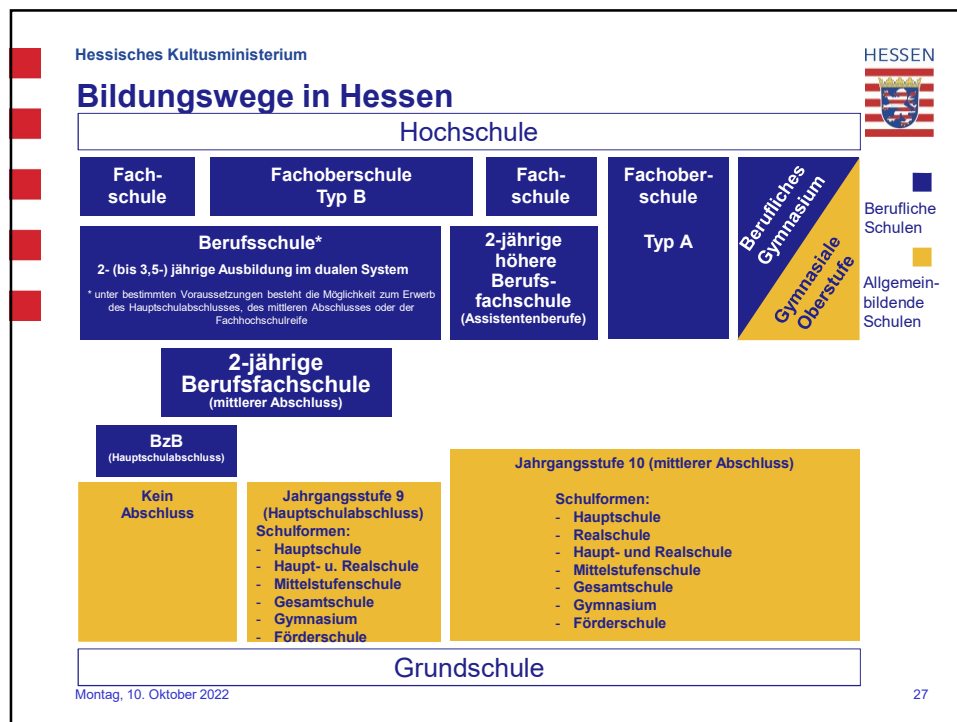 Hessisches Kultusministerium
HESSEN
Bildungswege in Hessen
Hochschule
Fach-
schule
Fachoberschule
Typ B
Fach-
schule
Fachober-
schule
Typ A
Berufliches
Gymnasium
Gymnasiale
Oberstufe
Berufliche
Schulen
Allgemein-
bildende
Schulen
Berufsschule*
2- (bis 3,5-) jährige Ausbildung im dualen System
* unter bestimmten Voraussetzungen besteht die Möglichkeit zum Erwerb
des Hauptschulabschlusses, des mittleren Abschlusses oder der
Fachhochschulreife
2-jährige
höhere
Berufs-
fachschule
(Assistentenberufe)
2-jährige
Berufsfachschule
(mittlerer Abschluss)
BzB
(Hauptschulabschluss)
Kein
Abschluss
Jahrgangsstufe 9
(Hauptschulabschluss)
Schulformen:
- Hauptschule
- Haupt- u. Realschule
- Mittelstufenschule
- Gesamtschule
- Gymnasium
- Förderschule
Jahrgangsstufe 10 (mittlerer Abschluss)
Schulformen:
- Hauptschule
- Realschule
- Haupt- und Realschule
- Mittelstufenschule
- Gesamtschule
- Gymnasium
- Förderschule
Grundschule
Montag, 10. Oktober 2022
27